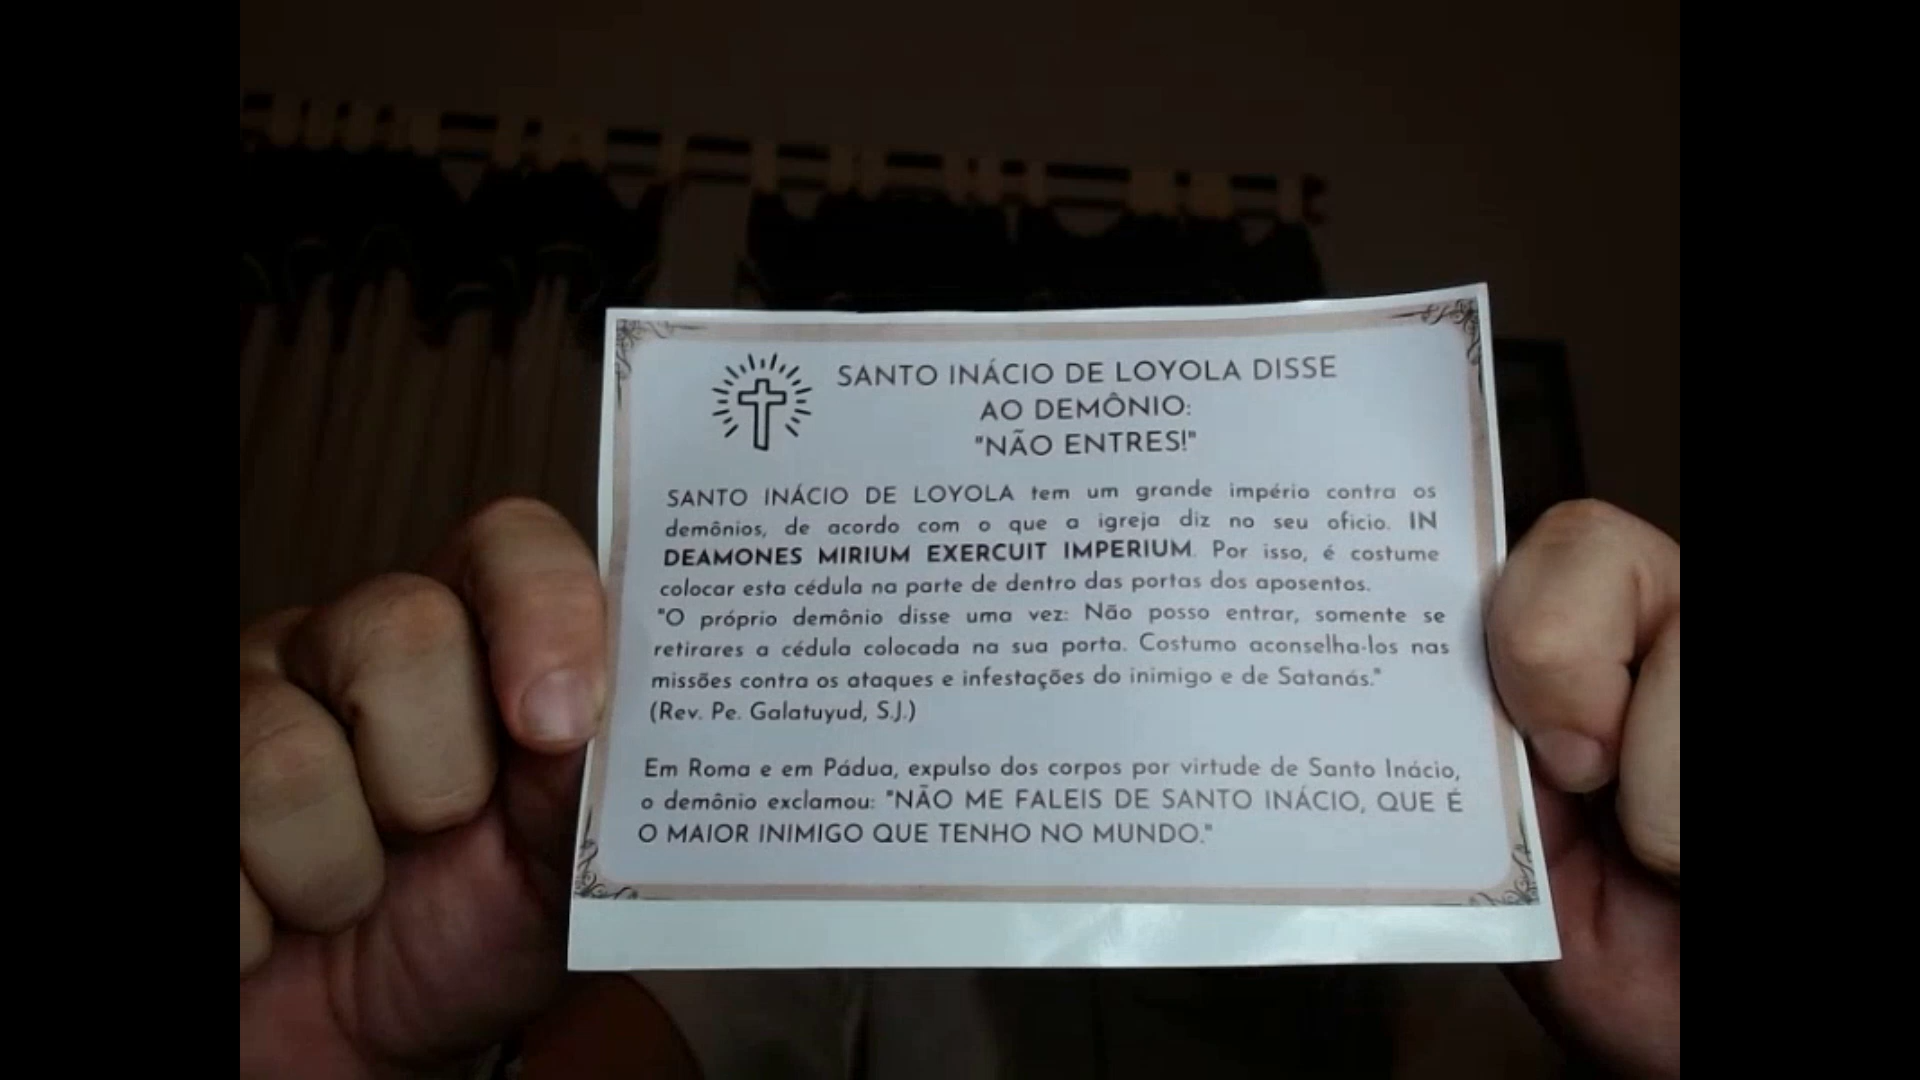 SANTO INÁCIO DE LOYOLA DISSE
AO DEMÔNIO:
"NÃO ENTRES!"
SANTO INÁCIO DE LOYOLA tem um grande império contra os
demônios, de acordo com o que a igreja diz no seu oficio. IN
DEAMONES MIRIUM EXERCUIT IMPERIUM. Por isso, é costume
colocar esta cédula na parte de dentro das portas dos aposentos.
"O próprio demônio disse uma vez: Não posso entrar, somente se
retirares a cédula colocada na sua porta. Costumo aconselha-los nas
missões contra os ataques e infestações do inimigo e de Satanás."
(Rev. Pe. Galatuyud, S.J.)
Em Roma e em Pádua, expulso dos corpos por virtude de Santo Inácio,
o demônio exclamou: "NÃO ME FALEIS DE SANTO INÁCIO, QUE É
O MAIOR INIMIGO QUE TENHO NO MUNDO."